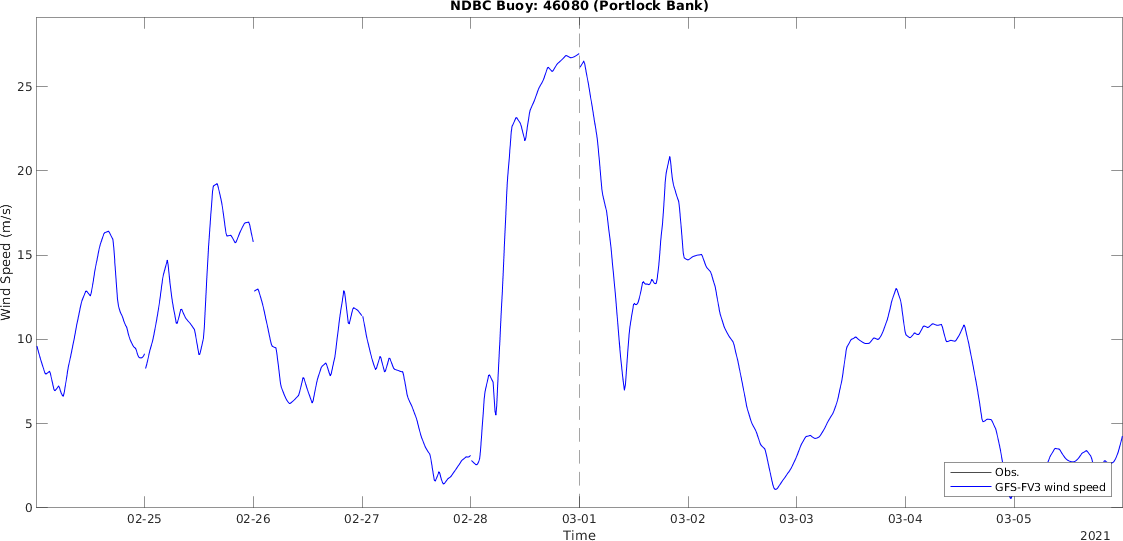 NDBC Buoy: 46080 (Portlock Bank)
25
20
15
10
5
0
Wind Speed (m/s)
02-25 02-26 02-27 02-28 03-01 03-02 03-03 03-04 03-05
Time
2021
Obs.
GFS-FV3 wind speed